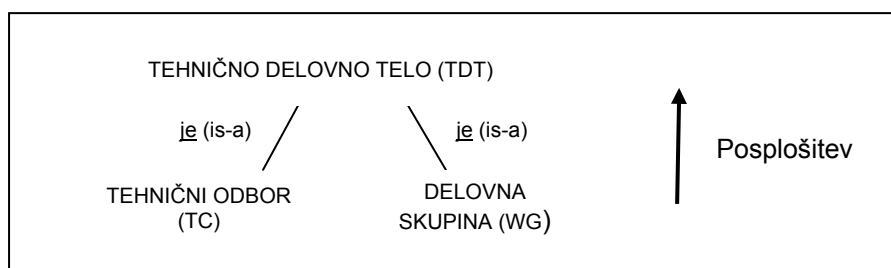 TEHNIČNO DELOVNO TELO (TDT)
je (is-a)
je (is-a)
Posplošitev
TEHNIČNI ODBOR
(TC)
DELOVNA
SKUPINA (WG)